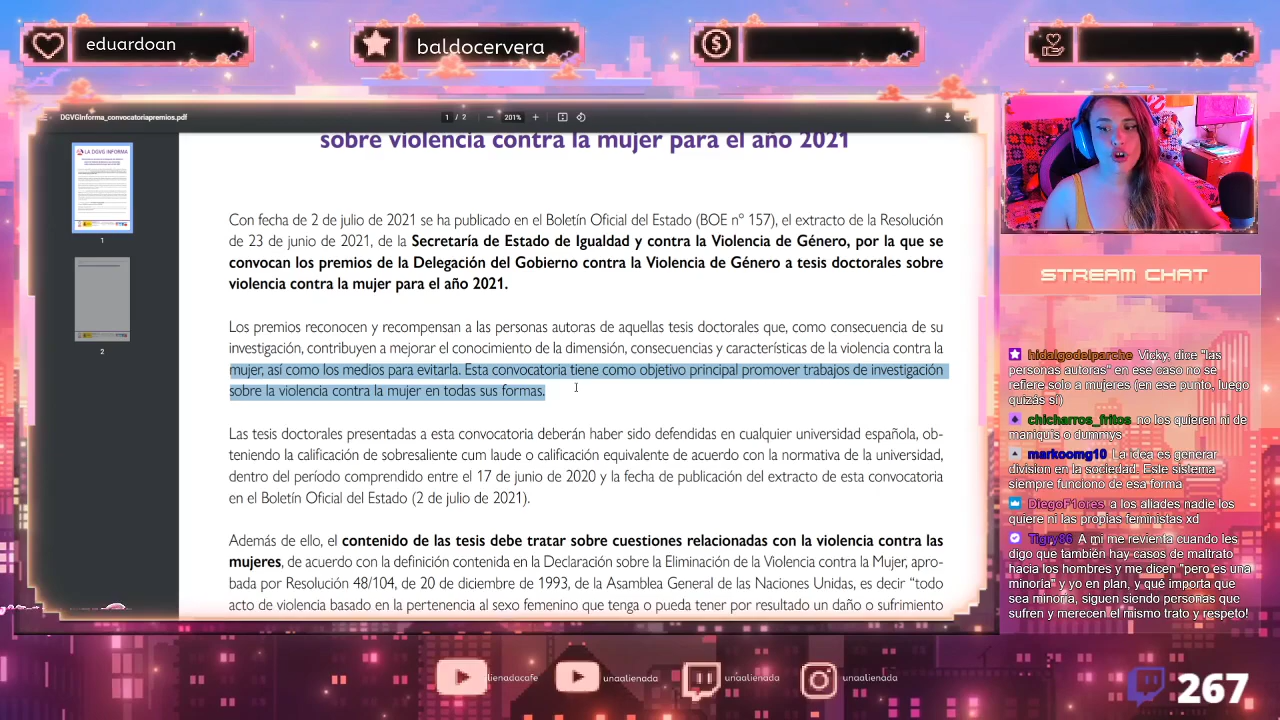 eduardoan
baldocervera
DGVGInforma_convocatoriapremios.pdf
1 / 2
201%
LA DGVG INFORMA
1
2
sobre violencia contra la mujer para el año 2021
Con fecha de 2 de julio de 2021 se ha publicado en el Boletín Oficial del Estado (BOE nº 157), el extracto de la Resolución
de 23 de junio de 2021, de la Secretaría de Estado de Igualdad y contra la Violencia de Género, por la que se
convocan los premios de la Delegación del Gobierno contra la Violencia de Género a tesis doctorales sobre
violencia contra la mujer para el año 2021.
Los premios reconocen y recompensan a las personas autoras de aquellas tesis doctorales que, como consecuencia de su
investigación, contribuyen a mejorar el conocimiento de la dimensión, consecuencias y características de la violencia contra la
mujer, así como los medios para evitarla. Esta convocatoria tiene como objetivo principal promover trabajos de investigación
sobre la violencia contra la mujer en todas sus formas.
Las tesis doctorales presentadas a esta convocatoria deberán haber sido defendidas en cualquier universidad española, ob-
teniendo la calificación de sobresaliente cum laude o calificación equivalente de acuerdo con la normativa de la universidad,
dentro del período comprendido entre el 17 de junio de 2020 y la fecha de publicación del extracto de esta convocatoria
en el Boletín Oficial del Estado (2 de julio de 2021).
Además de ello, el contenido de las tesis debe tratar sobre cuestiones relacionadas con la violencia contra las
mujeres, de acuerdo con la definición contenida en la Declaración sobre la Eliminación de la Violencia contra la Mujer, apro-
bada por Resolución 48/104, de 20 de diciembre de 1993, de la Asamblea General de las Naciones Unidas, es decir "todo
acto de violencia basado en la pertenencia al sexo femenino que tenga o pueda tener por resultado un daño o sufrimiento
STREAM CHAT
hidalgodelparche Vicky, dice "las
personas autoras" en ese caso no se
refiere solo a mujeres (en ese punto, luego
quizás sí)
chicharros_fritos no los quieren ni de
maniquís o dummys
markoomg10 La idea es generar
división en la sociedad. Este sistema
siempre funciono de esa forma
DiegoF1ores a los aliades nadie los
quiere ni las propias feministas xd
Tigry86 A mi me revienta cuando les
digo que también hay casos de maltrato
hacia los hombres y me dicen "pero es una
minoría" y yo en plan, y qué importa que
sea minoría, siguen siendo personas que
sufren y merecen el mismo trato y respeto!
lienadacafe
unaalienada
unaalienada
unaalienada
267